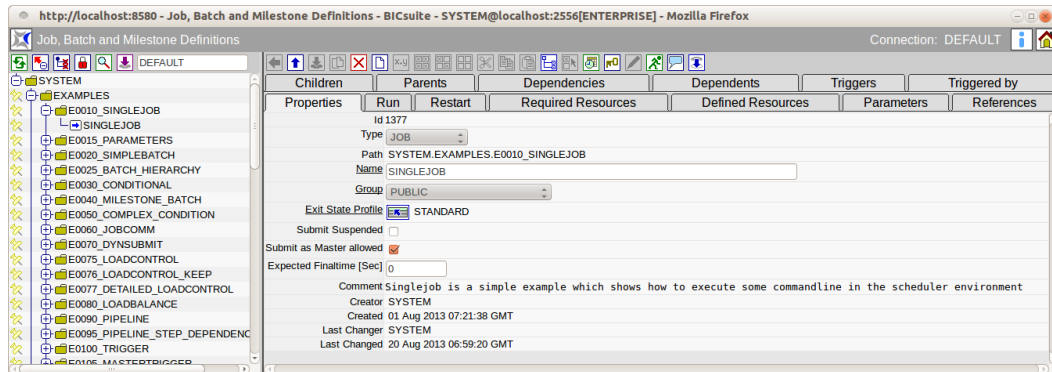 http://localhost:8580 - Job, Batch and Milestone Definitions - BICsuite - SYSTEM@localhost:2556[ENTERPRISE] - Mozilla Firefox
Job, Batch and Milestone Definitions
Connection: DEFAULT
DEFAULT
SYSTEM
EXAMPLES
E0010_SINGLEJOB
SINGLEJOB
E0015_PARAMETERS
E0020_SIMPLEBATCH
E0025_BATCH_HIERARCHY
E0030_CONDITIONAL
E0040_MILESTONE_BATCH
E0050_COMPLEX_CONDITION
E0060_JOBCOMM
E0070_DYNSUBMIT
E0075_LOADCONTROL
E0076_LOADCONTROL_KEEP
E0077_DETAILED_LOADCONTROL
E0080_LOADBALANCE
E0090_PIPELINE
E0095_PIPELINE_STEP_DEPENDENC
E0100_TRIGGER
E0105_MASTERTRIGGER
Children Parents Dependencies Dependents Triggers Triggered by
Properties Run Restart Required Resources Defined Resources Parameters References
Id 1377
Type JOB
Path SYSTEM.EXAMPLES.E0010_SINGLEJOB
Name SINGLEJOB
Group PUBLIC
Exit State Profile STANDARD
Submit Suspended
Submit as Master allowed
Expected Finaltime [Sec] 0
Comment Singlejob is a simple example which shows how to execute some commandline in the scheduler environment
Creator SYSTEM
Created 01 Aug 2013 07:21:38 GMT
Last Changer SYSTEM
Last Changed 20 Aug 2013 06:59:20 GMT